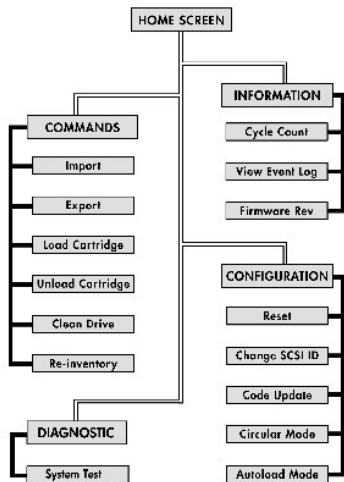 HOME SCREEN
INFORMATION
Cycle Count
View Event Log
Firmware Rev
COMMANDS
Import
Export
Load Cartridge
Unload Cartridge
Clean Drive
Re-inventory
CONFIGURATION
Reset
Change SCSI ID
Code Update
Circular Mode
Autoload Mode
DIAGNOSTIC
System Test